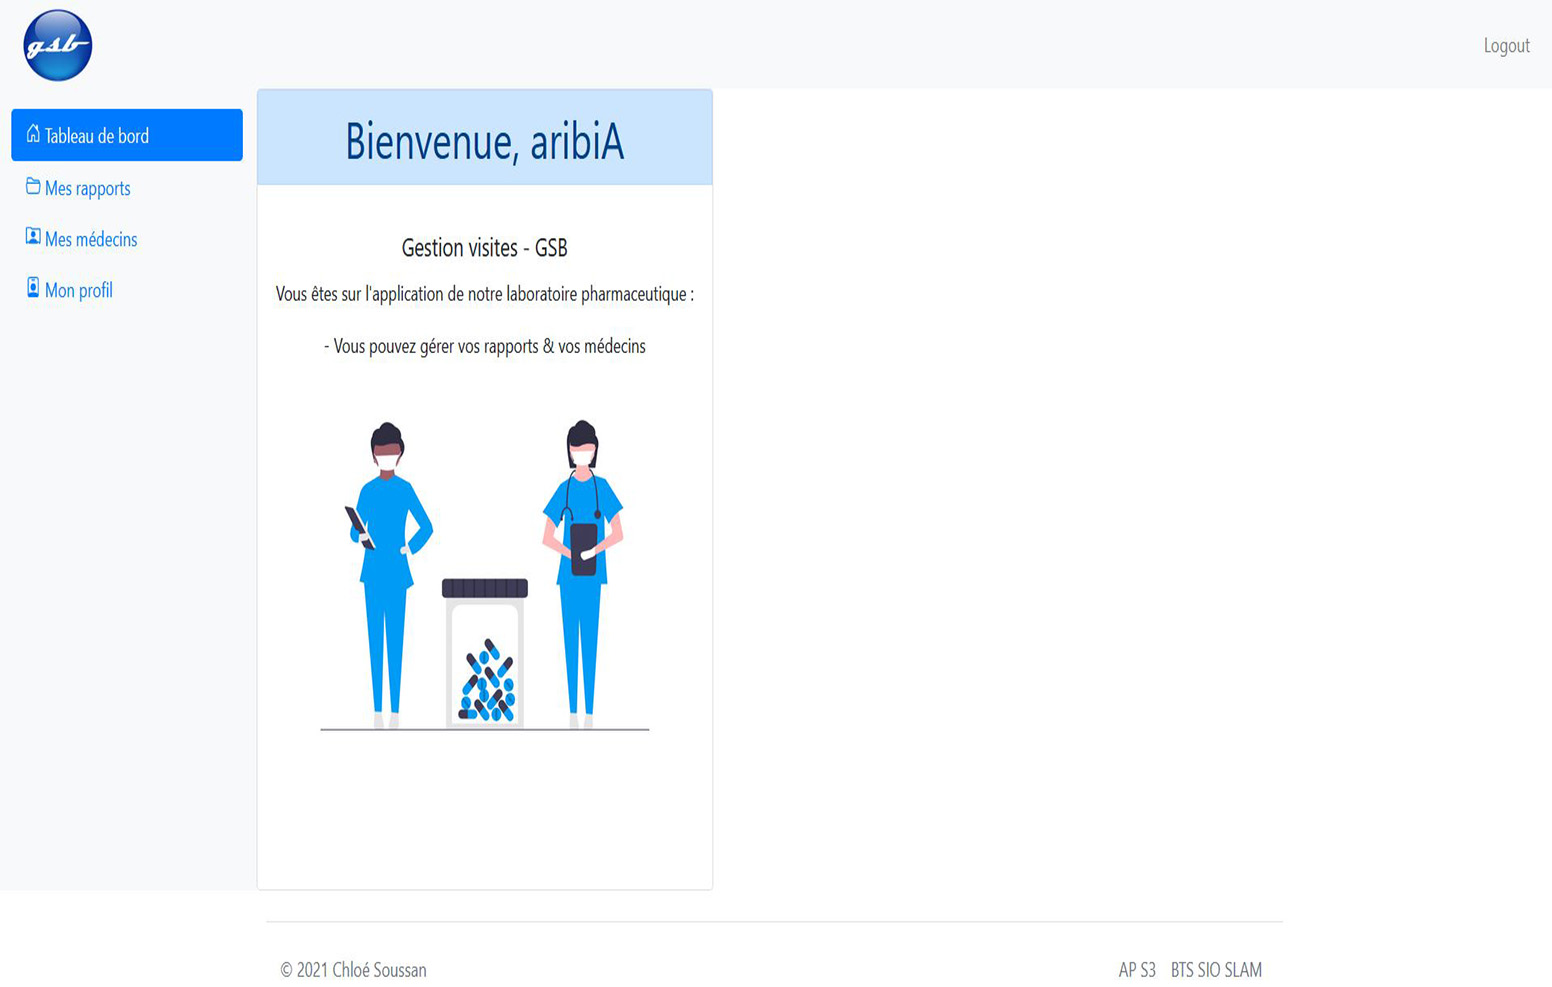 gsb
Logout
Tableau de bord
Mes rapports
Mes médecins
Mon profil
Bienvenue, aribiA
Gestion visites - GSB
Vous êtes sur l'application de notre laboratoire pharmaceutique :
- Vous pouvez gérer vos rapports & vos médecins
© 2021 Chloé Soussan
AP S3 BTS SIO SLAM